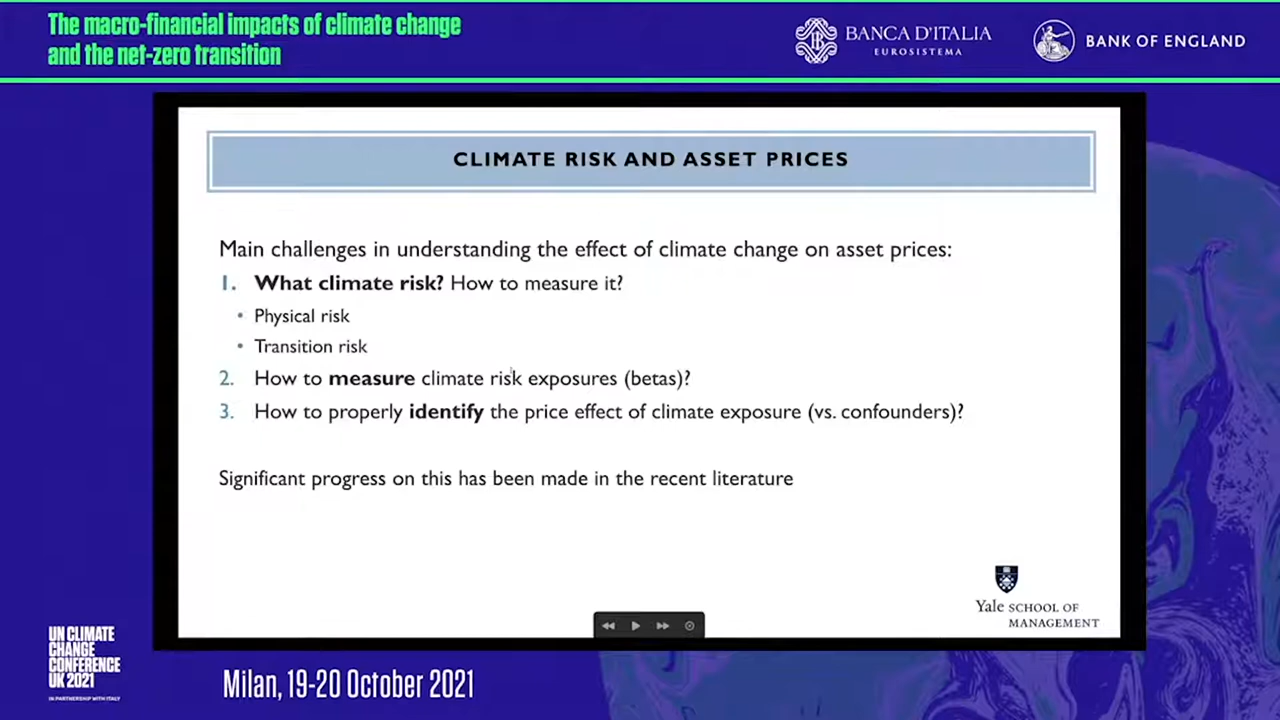 The macro-financial impacts of climate change
and the net-zero transition
BANCA D'ITALIA
EUROSISTEMA
BANK OF ENGLAND
CLIMATE RISK AND ASSET PRICES
Main challenges in understanding the effect of climate change on asset prices:
1. What climate risk? How to measure it?
• Physical risk
• Transition risk
2. How to measure climate risk exposures (betas)?
3. How to properly identify the price effect of climate exposure (vs. confounders)?
Significant progress on this has been made in the recent literature
Yale SCHOOL OF
MANAGEMENT
UN CLIMATE
CHANGE
CONFERENCE
UK 2021
IN PARTNERSHIP WITH ITALY
Milan, 19-20 October 2021